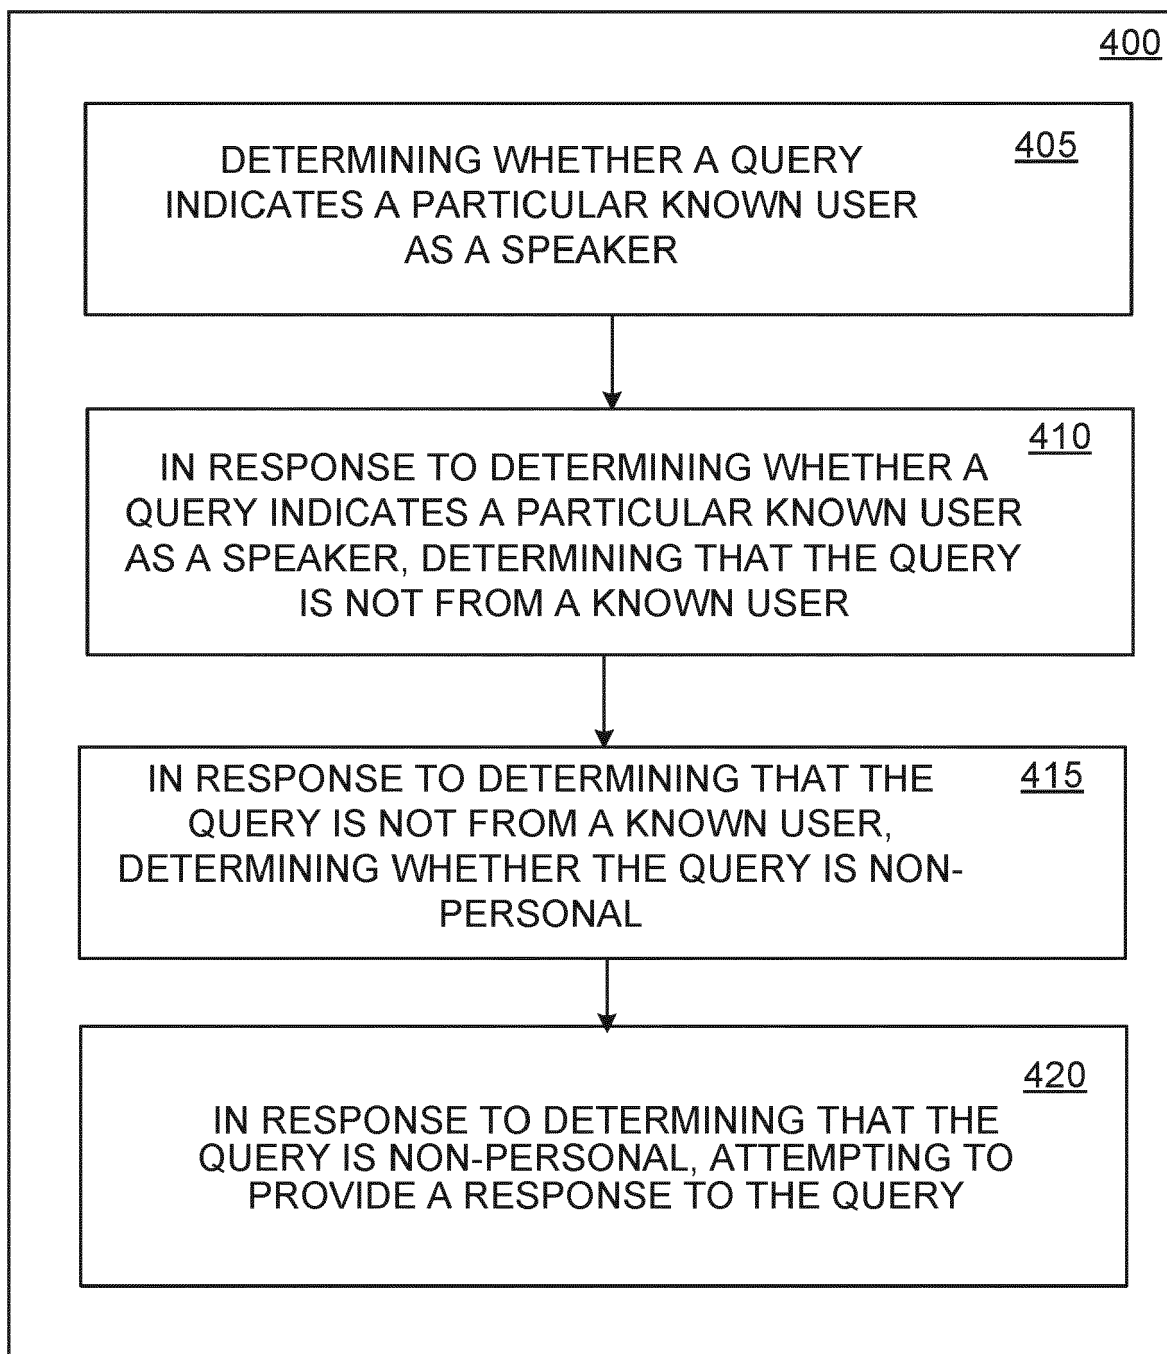 400
405
DETERMINING WHETHER A QUERY
INDICATES A PARTICULAR KNOWN USER
AS A SPEAKER
410
IN RESPONSE TO DETERMINING WHETHER A
QUERY INDICATES A PARTICULAR KNOWN USER
AS A SPEAKER, DETERMINING THAT THE QUERY
IS NOT FROM A KNOWN USER
415
IN RESPONSE TO DETERMINING THAT THE
QUERY IS NOT FROM A KNOWN USER,
DETERMINING WHETHER THE QUERY IS NON-
PERSONAL
420
IN RESPONSE TO DETERMINING THAT THE
QUERY IS NON-PERSONAL, ATTEMPTING TO
PROVIDE A RESPONSE TO THE QUERY